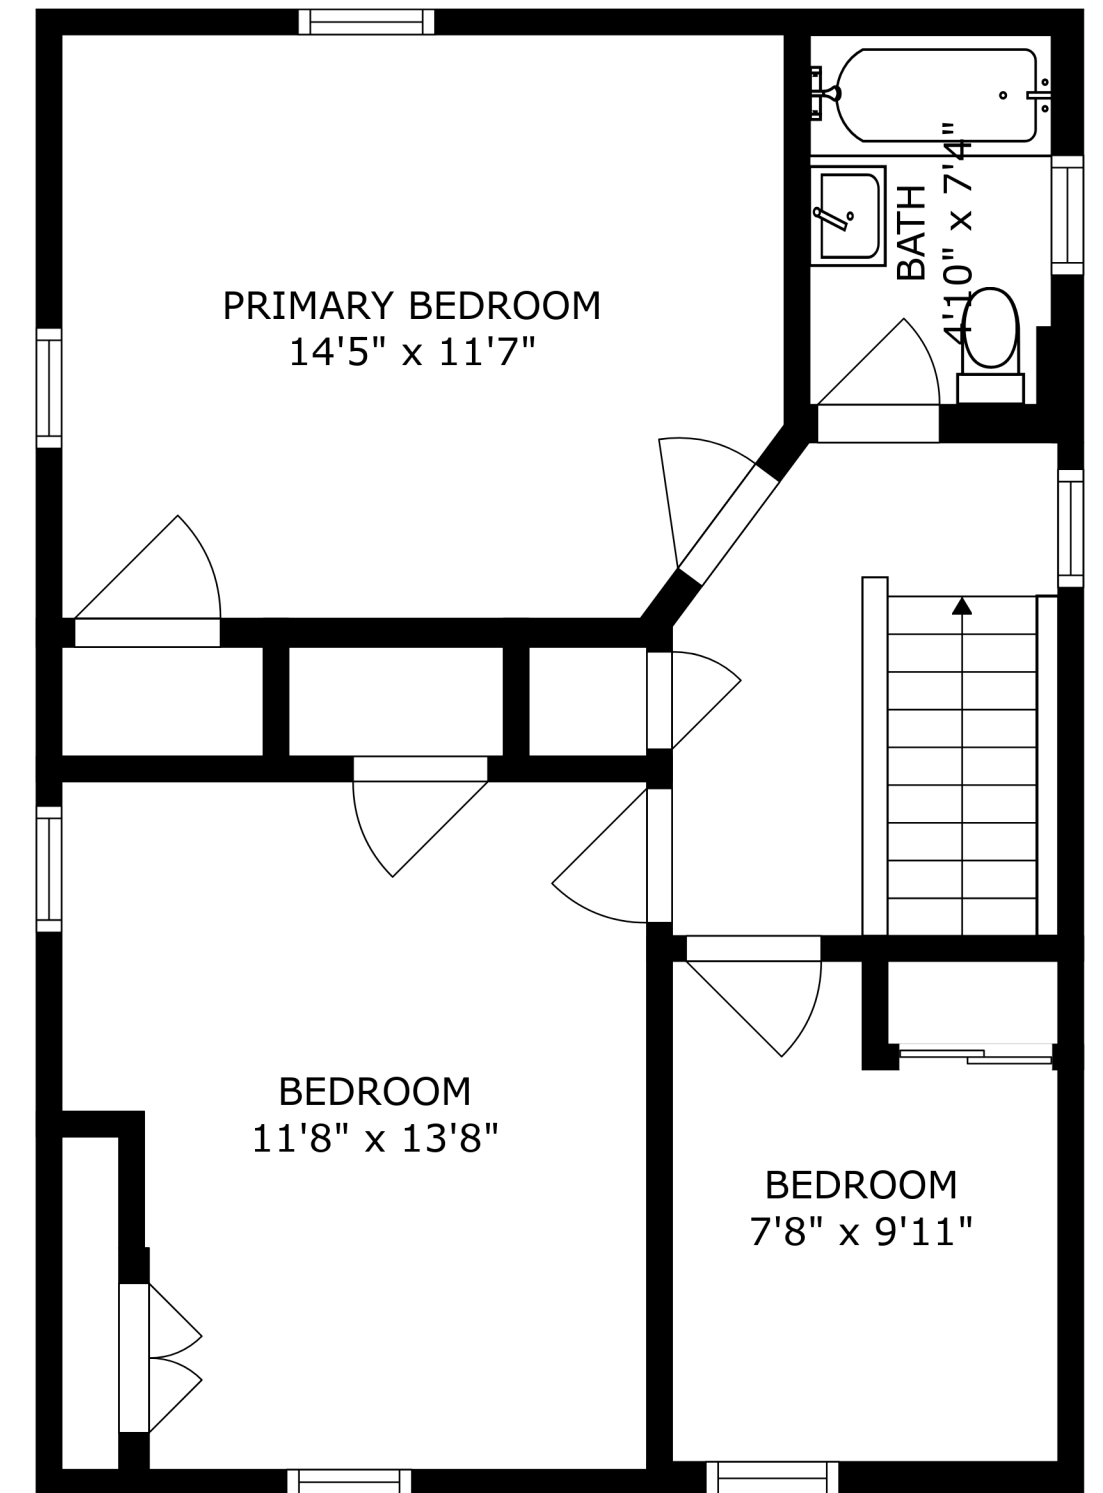 PRIMARY BEDROOM
14'5" x 11'7"
BATH
4'10" x 7'4"
BEDROOM
11'8" x 13'8"
BEDROOM
7'8" x 9'11"